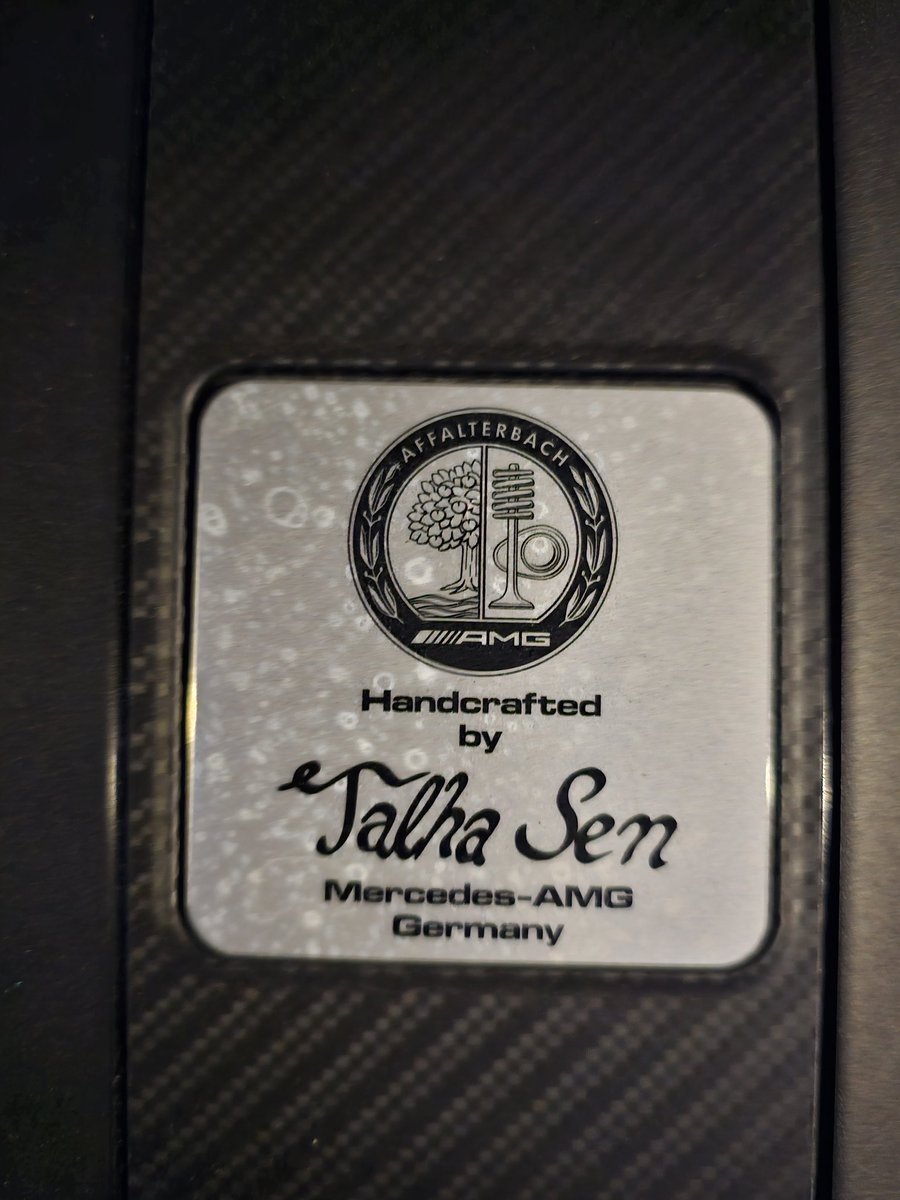 AFFALTERBACH
AMG
Handcrafted
by
Talha Sen
Mercedes-AMG
Germany